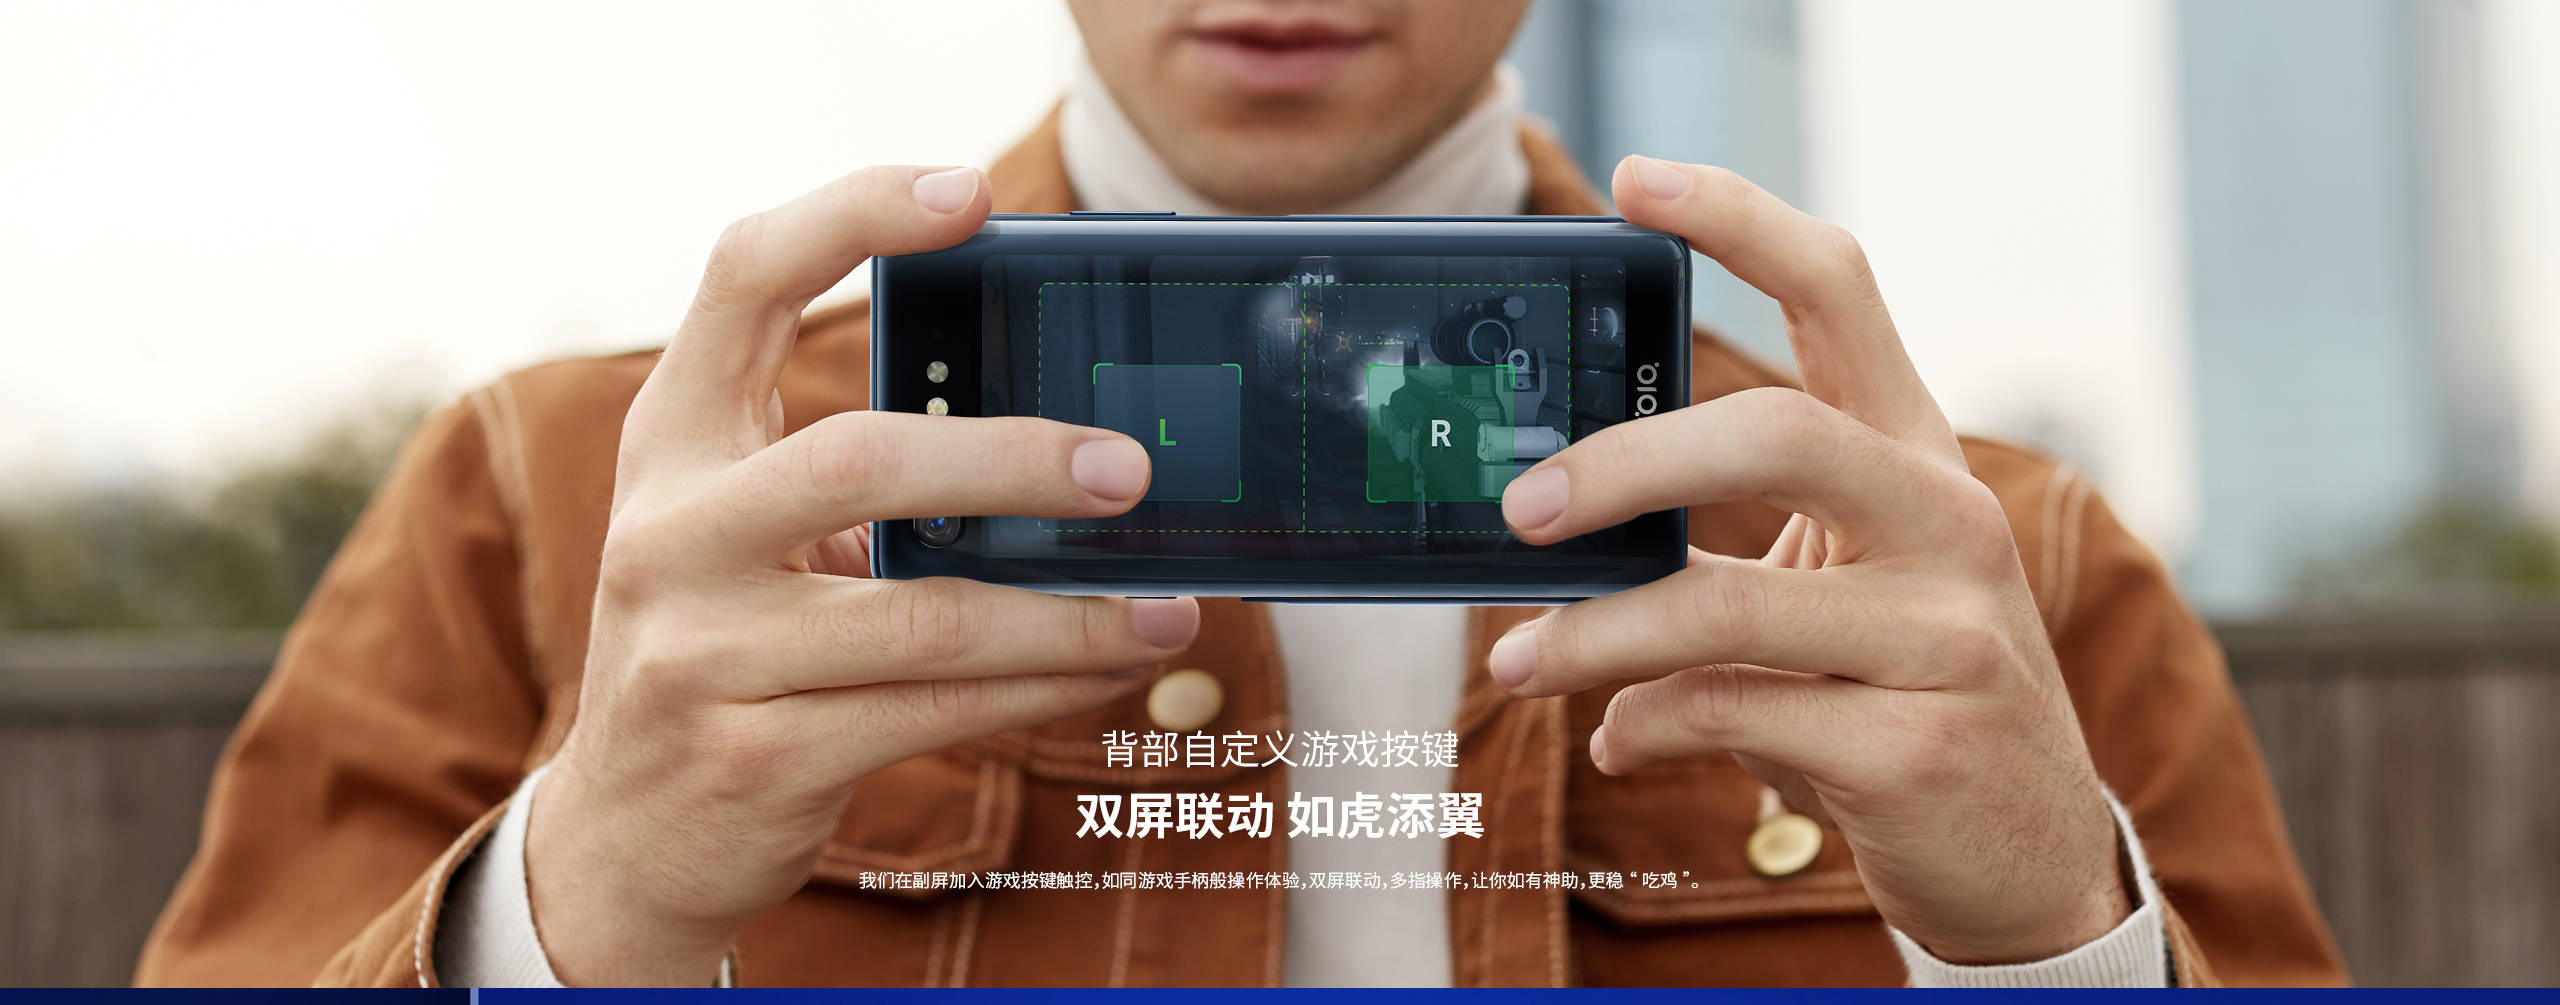 L
R
背部自定义游戏按键
双屏联动 如虎添翼
我们在副屏加入游戏按键触控,如同游戏手柄般操作体验,双屏联动,多指操作,让你如有神助,更稳“吃鸡”。